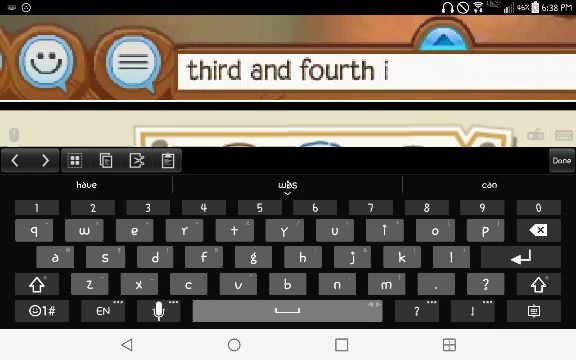 46% 6:38 PM
third and fourth i
Done
have was can
1 2 3 4 5 6 7 8 9 0
q w e r t y u i o p
a s d f g h j k l
z x c v b n m . ?
1# EN ? !